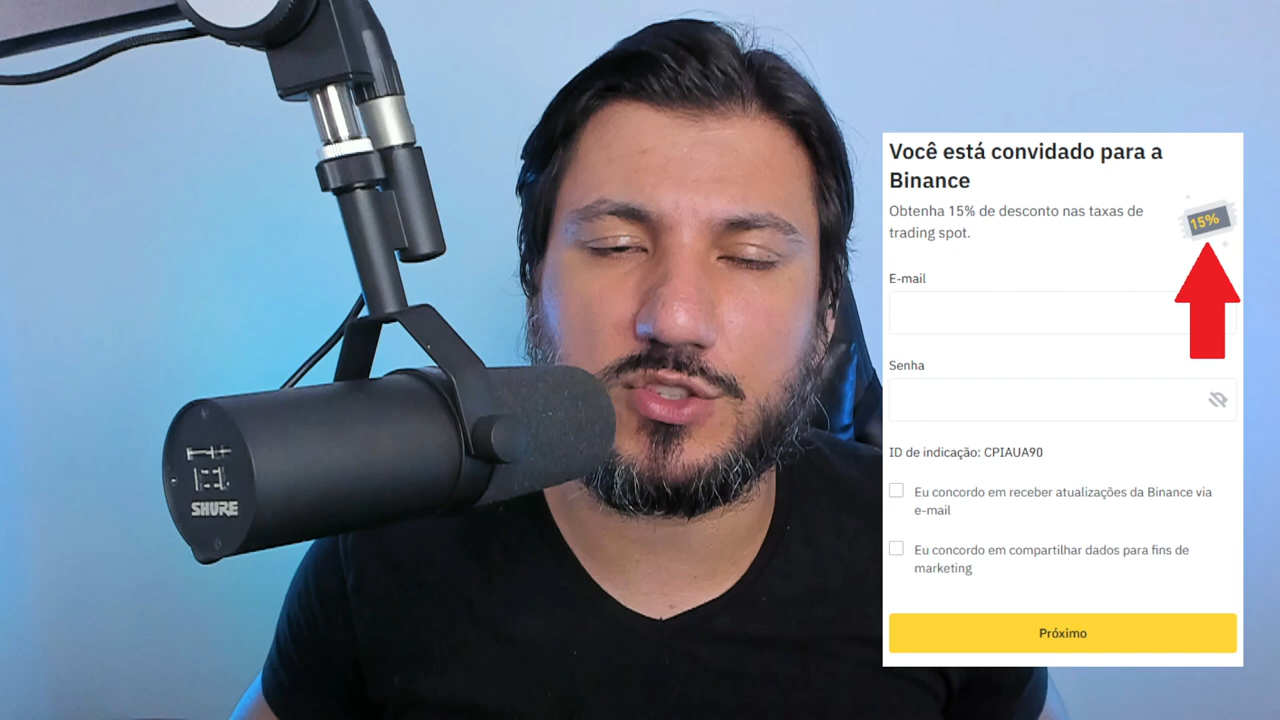 SHURE
Você está convidado para a
Binance
Obtenha 15% de desconto nas taxas de
trading spot.
15%
E-mail
Senha
ID de indicação: CPIAUA90
Eu concordo em receber atualizações da Binance via
e-mail
Eu concordo em compartilhar dados para fins de
marketing
Próximo